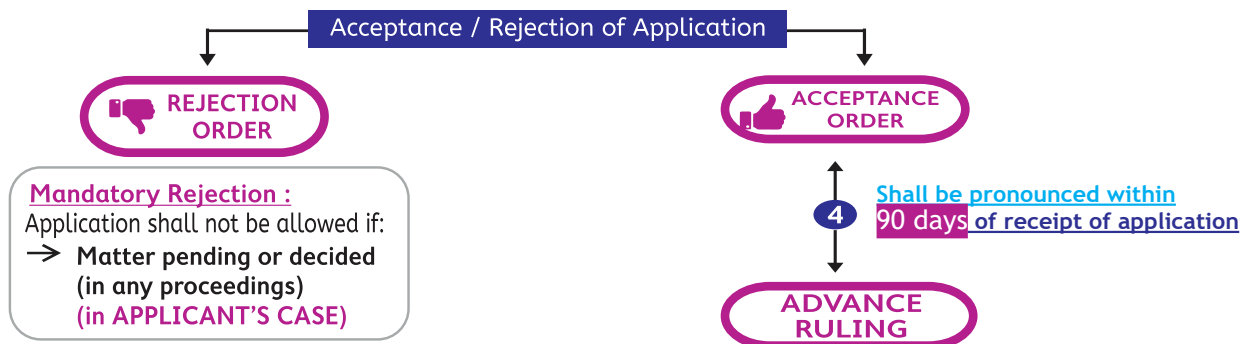 Acceptance / Rejection of Application
REJECTION
ORDER
Mandatory Rejection :
Application shall not be allowed if:
→ Matter pending or decided
(in any proceedings)
(in APPLICANT'S CASE)
ACCEPTANCE
ORDER
4
Shall be pronounced within
90 days of receipt of application
ADVANCE
RULING